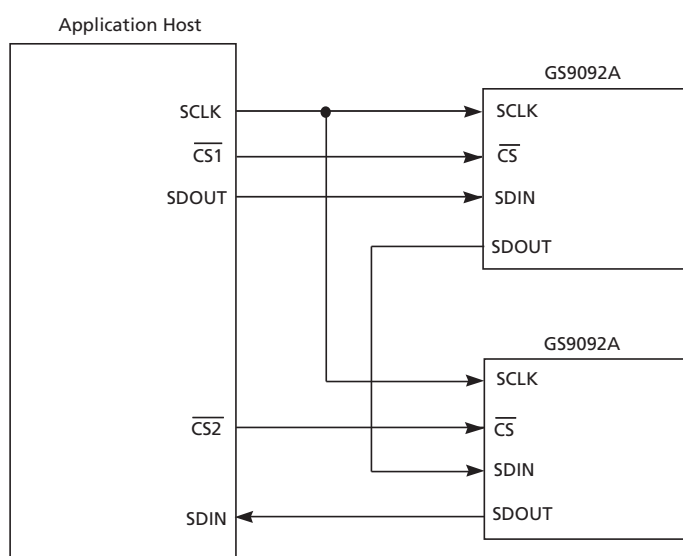 Application Host
SCLK
CS1
SDOUT
CS2
SDIN
GS9092A
SCLK
CS
SDIN
SDOUT
GS9092A
SCLK
CS
SDIN
SDOUT